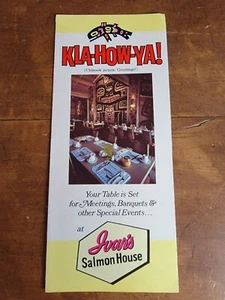 KLA-HOW-YA!
(Chinook jargon, Greetings!)
Your Table is Set
for Meetings, Banquets &
other Special Events...
at
Ivar's
Salmon House